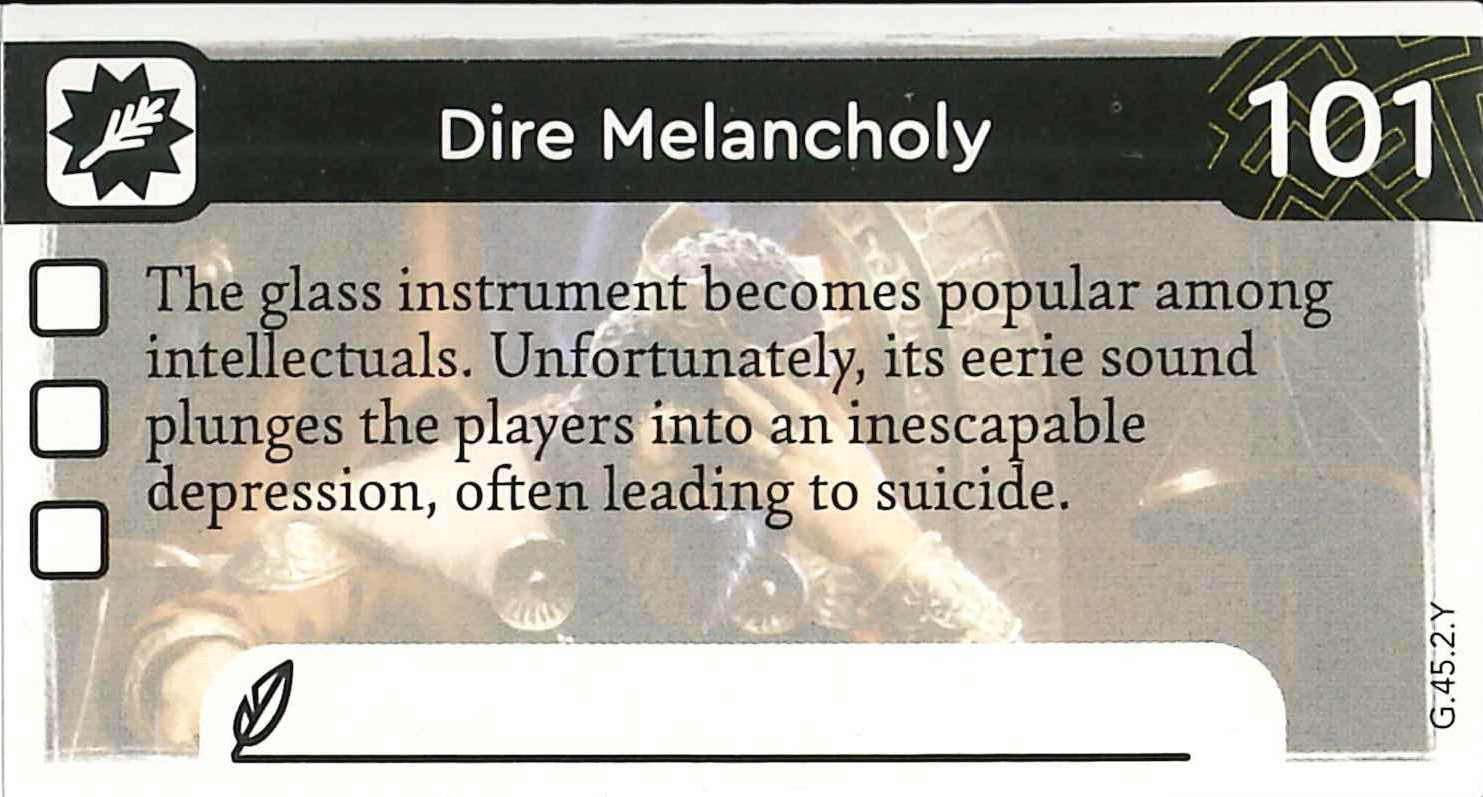 Dire Melancholy
101
The glass instrument becomes popular among
intellectuals. Unfortunately, its eerie sound
plunges the players into an inescapable
depression, often leading to suicide.
G.45.2.Y